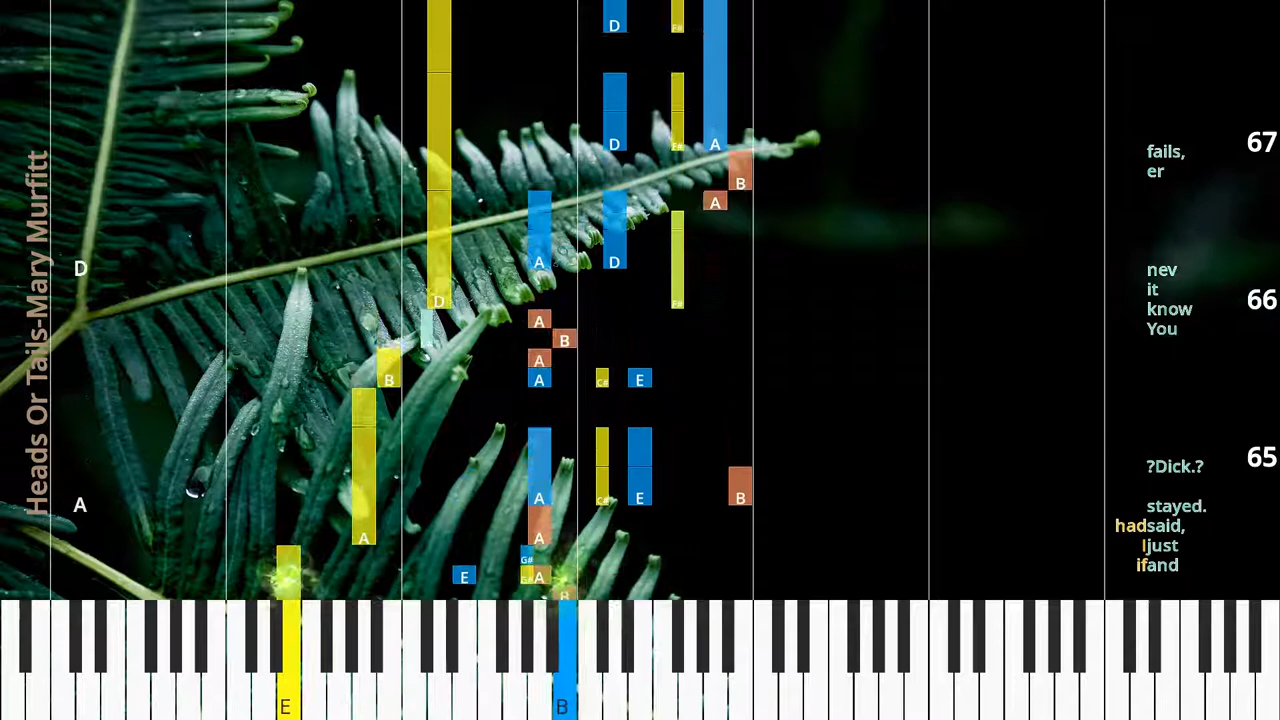 Heads Or Tails-Mary Murfitt
D
A
D
D
D
A
D
D
A
B
A
B
A
A
A
B
A
A
A
A
E
G#
G#
A
B
C#
E
C#
E
F#
F#
F#
A
B
A
B
67
fails,
er
66
nev
it
know
You
65
?Dick.?
stayed.
hadsaid,
Ijust
ifand
E
B